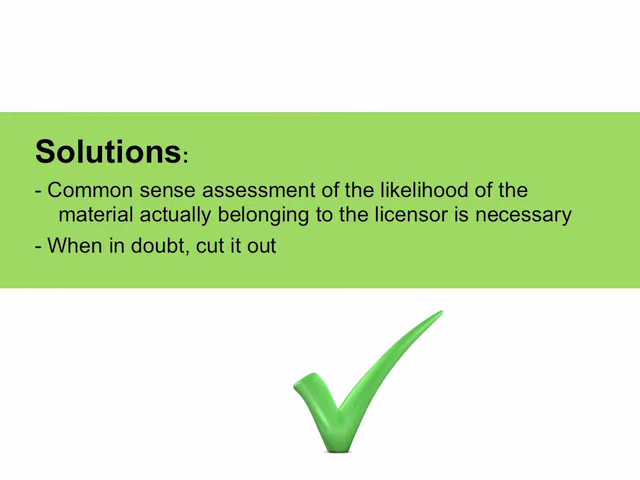 Solutions:
- Common sense assessment of the likelihood of the
material actually belonging to the licensor is necessary
- When in doubt, cut it out